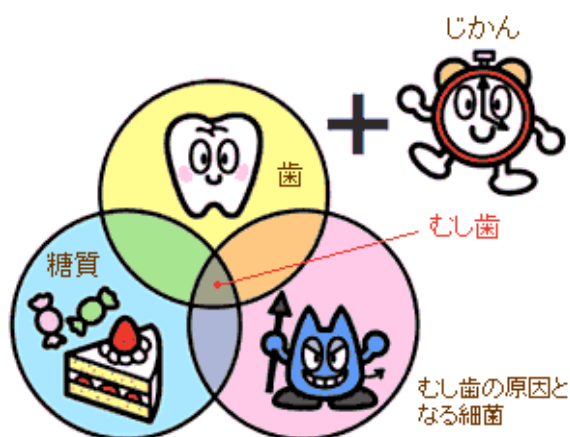 じかん
歯
むし歯
糖質
むし歯の原因と
なる細菌